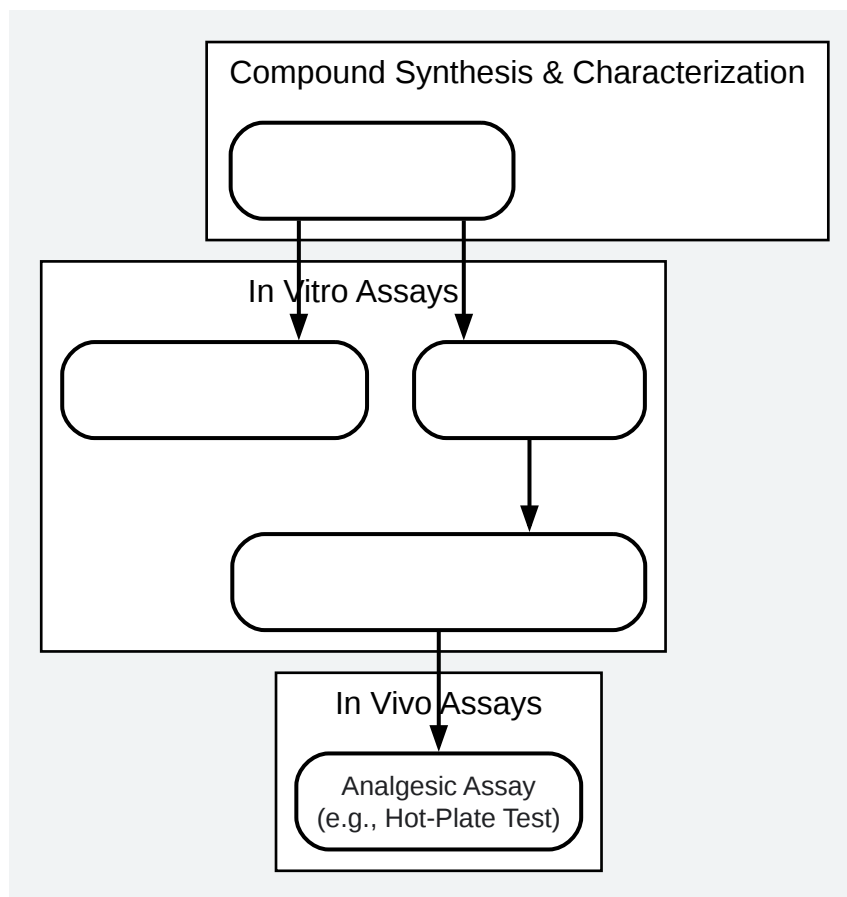 Compound Synthesis & Characterization
In Vitro Assays
In Vivo Assays
Analgesic Assay
(e.g., Hot-Plate Test)